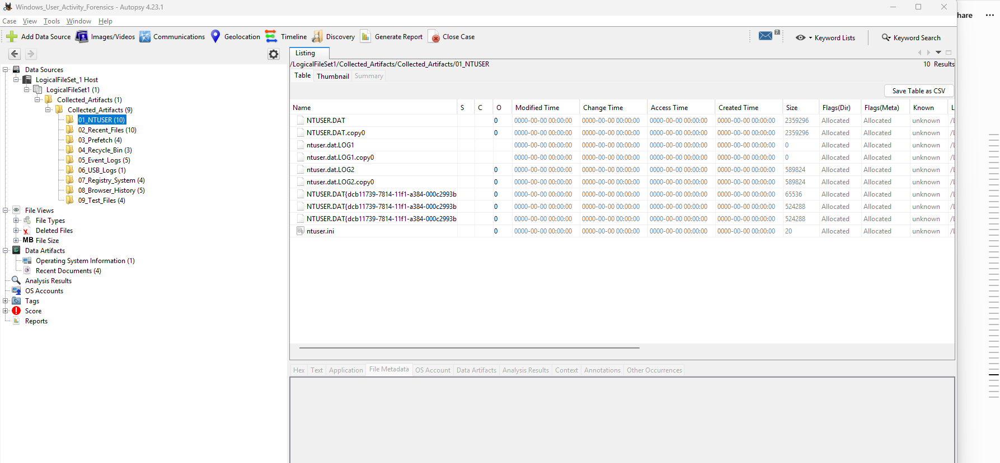 Windows_User_Activity_Forensics - Autopsy 4.23.1
hare
Case View Tools Window Help
Add Data Source Images/Videos Communications Geolocation Timeline Discovery Generate Report Close Case 7 Keyword Lists Keyword Search
Data Sources
LogicalFileSet_1 Host
LogicalFileSet1 (1)
Collected_Artifacts (1)
Collected_Artifacts (9)
01_NTUSER (10)
02_Recent_Files (10)
03_Prefetch (4)
04_Recycle_Bin (3)
05_Event_Logs (5)
06_USB_Logs (1)
07_Registry_System (4)
08_Browser_History (5)
09_Test_Files (4)
File Views
File Types
Deleted Files
MB File Size
Data Artifacts
Operating System Information (1)
Recent Documents (4)
Analysis Results
OS Accounts
Tags
Score
Reports
Listing
/LogicalFileSet1/Collected_Artifacts/Collected_Artifacts/01_NTUSER 10 Results
Table Thumbnail Summary
Save Table as CSV
Name S C O Modified Time Change Time Access Time Created Time Size Flags(Dir) Flags(Meta) Known L
NTUSER.DAT 0 0000-00-00 00:00:00 0000-00-00 00:00:00 0000-00-00 00:00:00 0000-00-00 00:00:00 2359296 Allocated Allocated unknown /L
NTUSER.DAT.copy0 0 0000-00-00 00:00:00 0000-00-00 00:00:00 0000-00-00 00:00:00 0000-00-00 00:00:00 2359296 Allocated Allocated unknown /L
ntuser.dat.LOG1 0000-00-00 00:00:00 0000-00-00 00:00:00 0000-00-00 00:00:00 0000-00-00 00:00:00 0 Allocated Allocated unknown /L
ntuser.dat.LOG1.copy0 0000-00-00 00:00:00 0000-00-00 00:00:00 0000-00-00 00:00:00 0000-00-00 00:00:00 0 Allocated Allocated unknown /L
ntuser.dat.LOG2 0 0000-00-00 00:00:00 0000-00-00 00:00:00 0000-00-00 00:00:00 0000-00-00 00:00:00 589824 Allocated Allocated unknown /L
ntuser.dat.LOG2.copy0 0 0000-00-00 00:00:00 0000-00-00 00:00:00 0000-00-00 00:00:00 0000-00-00 00:00:00 589824 Allocated Allocated unknown /L
NTUSER.DAT{dcb11739-7814-11f1-a384-000c2993b 0 0000-00-00 00:00:00 0000-00-00 00:00:00 0000-00-00 00:00:00 0000-00-00 00:00:00 65536 Allocated Allocated unknown /L
NTUSER.DAT{dcb11739-7814-11f1-a384-000c2993b 0 0000-00-00 00:00:00 0000-00-00 00:00:00 0000-00-00 00:00:00 0000-00-00 00:00:00 524288 Allocated Allocated unknown /L
NTUSER.DAT{dcb11739-7814-11f1-a384-000c2993b 0 0000-00-00 00:00:00 0000-00-00 00:00:00 0000-00-00 00:00:00 0000-00-00 00:00:00 524288 Allocated Allocated unknown /L
ntuser.ini 0 0000-00-00 00:00:00 0000-00-00 00:00:00 0000-00-00 00:00:00 0000-00-00 00:00:00 20 Allocated Allocated unknown /L
Hex Text Application File Metadata OS Account Data Artifacts Analysis Results Context Annotations Other Occurrences